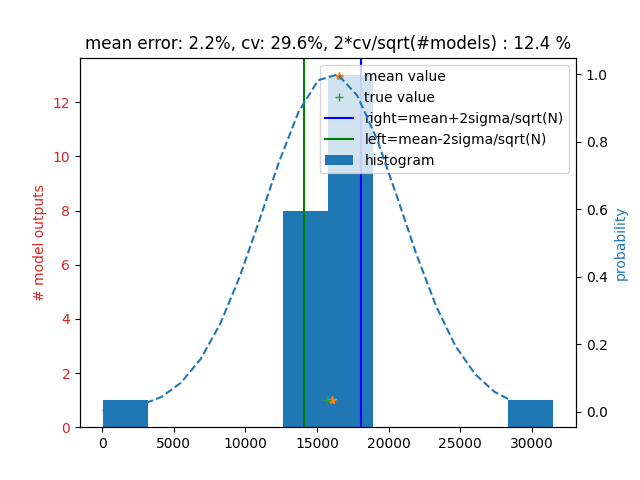 mean error: 2.2%, cv: 29.6%, 2*cv/sqrt(#models) : 12.4 %
mean value
true value
right=mean+2sigma/sqrt(N)
left=mean-2sigma/sqrt(N)
histogram
# model outputs
12
10
8
6
4
2
0
1.0
0.8
0.6
0.4
0.2
0.0
probability
0 5000 10000 15000 20000 25000 30000